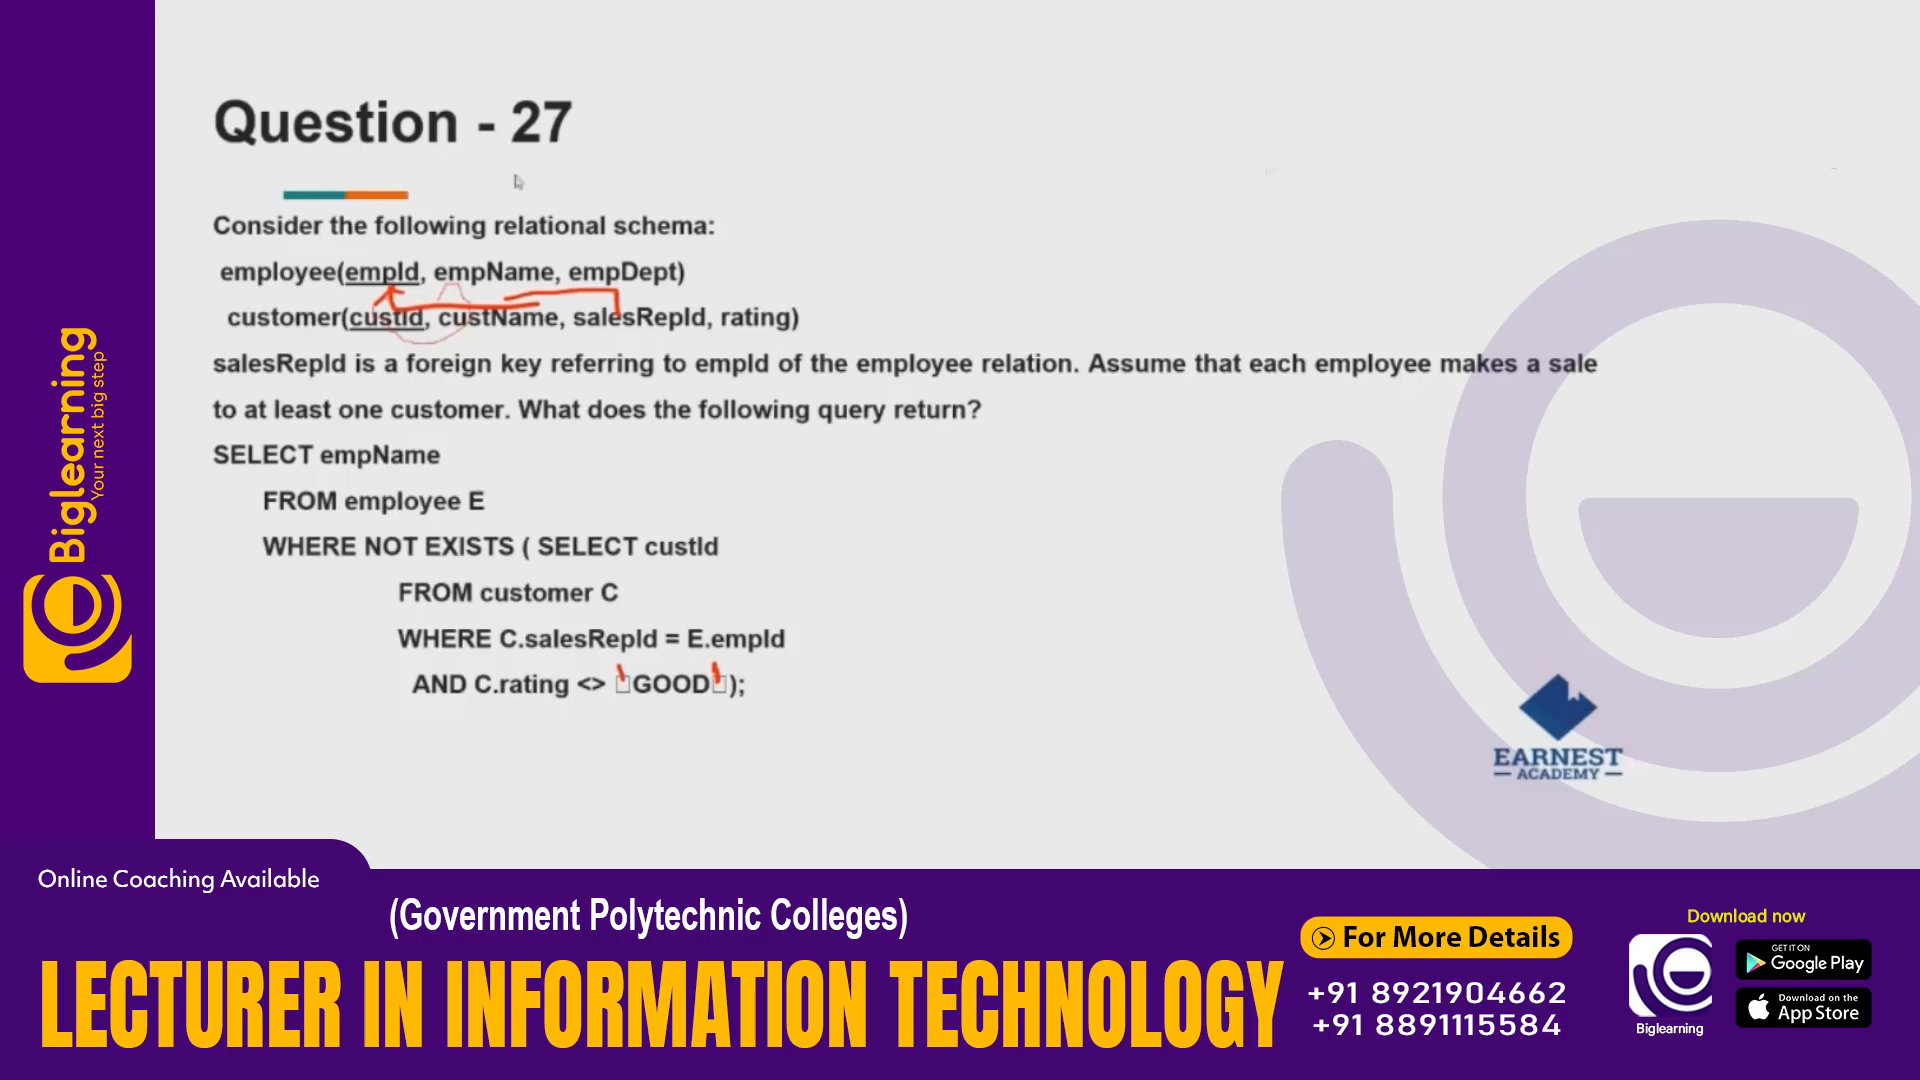 Question - 27
Consider the following relational schema:
employee(empId, empName, empDept)
customer(custId, custName, salesRepId, rating)
salesRepId is a foreign key referring to empId of the employee relation. Assume that each employee makes a sale
to at least one customer. What does the following query return?
SELECT empName
FROM employee E
WHERE NOT EXISTS ( SELECT custId
FROM customer C
WHERE C.salesRepId = E.empId
AND C.rating <> □GOOD□);
Biglearning
Your next big step
EARNEST
ACADEMY
Online Coaching Available
(Government Polytechnic Colleges)
LECTURER IN INFORMATION TECHNOLOGY
For More Details
+91 8921904662
+91 8891115584
Download now
Biglearning
GET IT ON
Google Play
Download on the
App Store